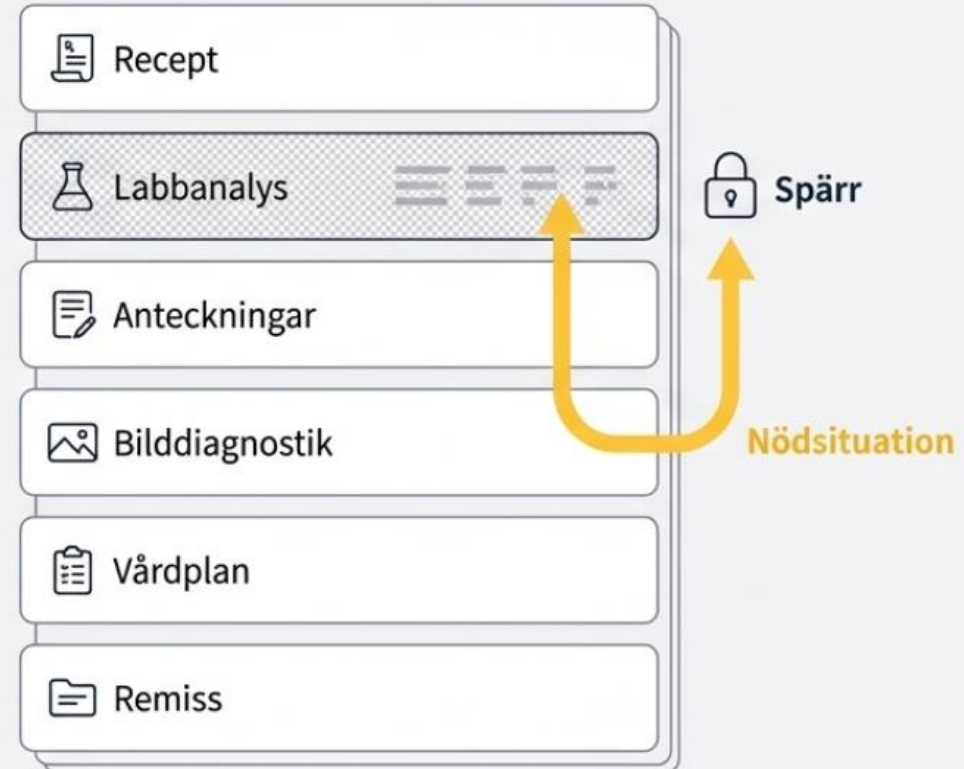 Recept
Labbanalys
Spärr
Anteckningar
Bilddiagnostik
Nödsituation
Vårdplan
Remiss